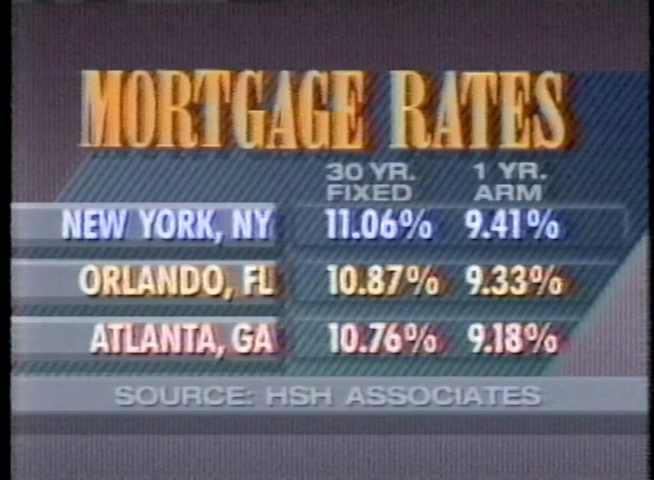 MORTGAGE RATES
30 YR. FIXED 1 YR. ARM
NEW YORK, NY 11.06% 9.41%
ORLANDO, FL 10.87% 9.33%
ATLANTA, GA 10.76% 9.18%
SOURCE: HSH ASSOCIATES